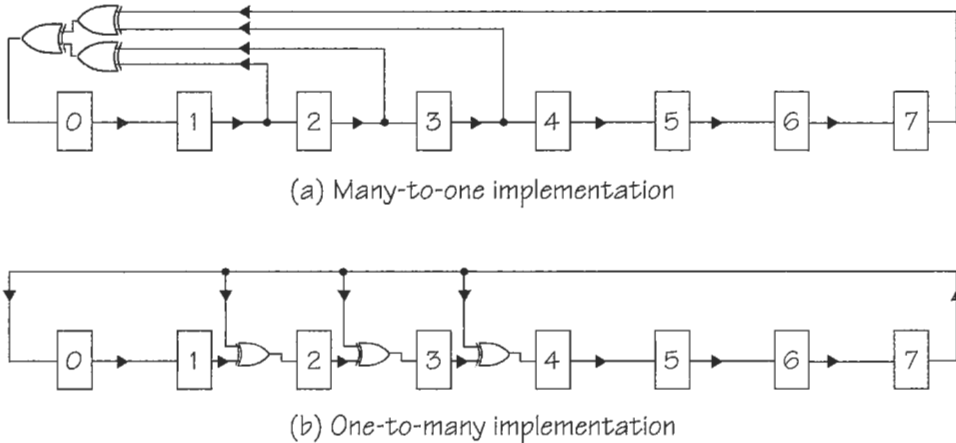 0 1 2 3 4 5 6 7
(a) Many-to-one implementation
0 1 2 3 4 5 6 7
(b) One-to-many implementation